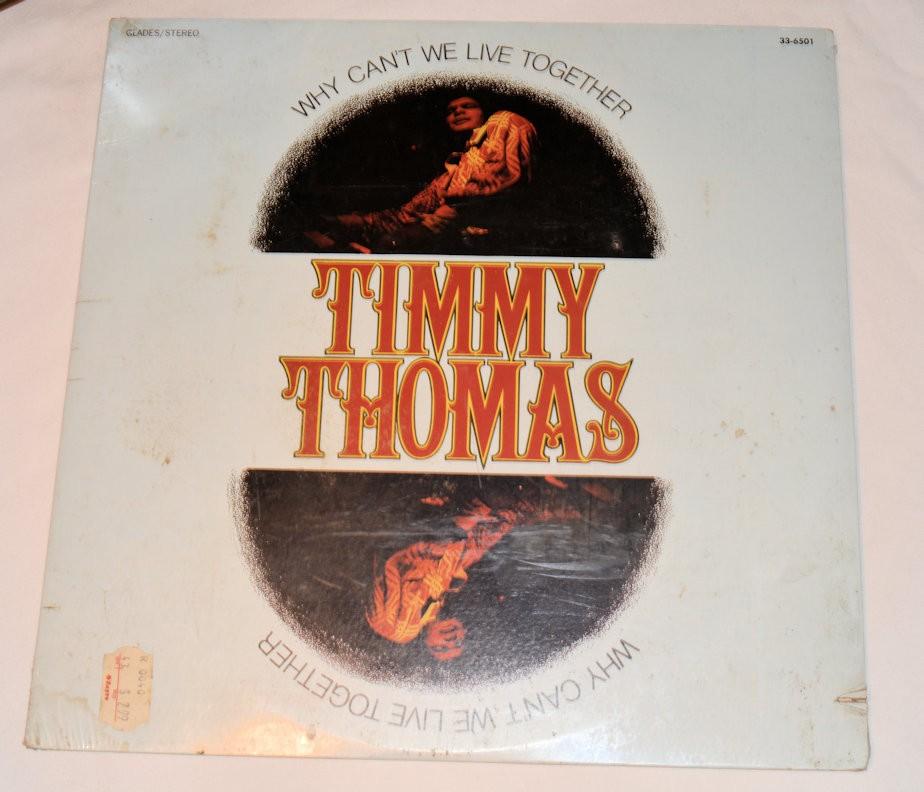 GLADES/STEREO
33-6501
WHY CAN'T WE LIVE TOGETHER
TIMMY
THOMAS
WHY CAN'T WE LIVE TOGETHER